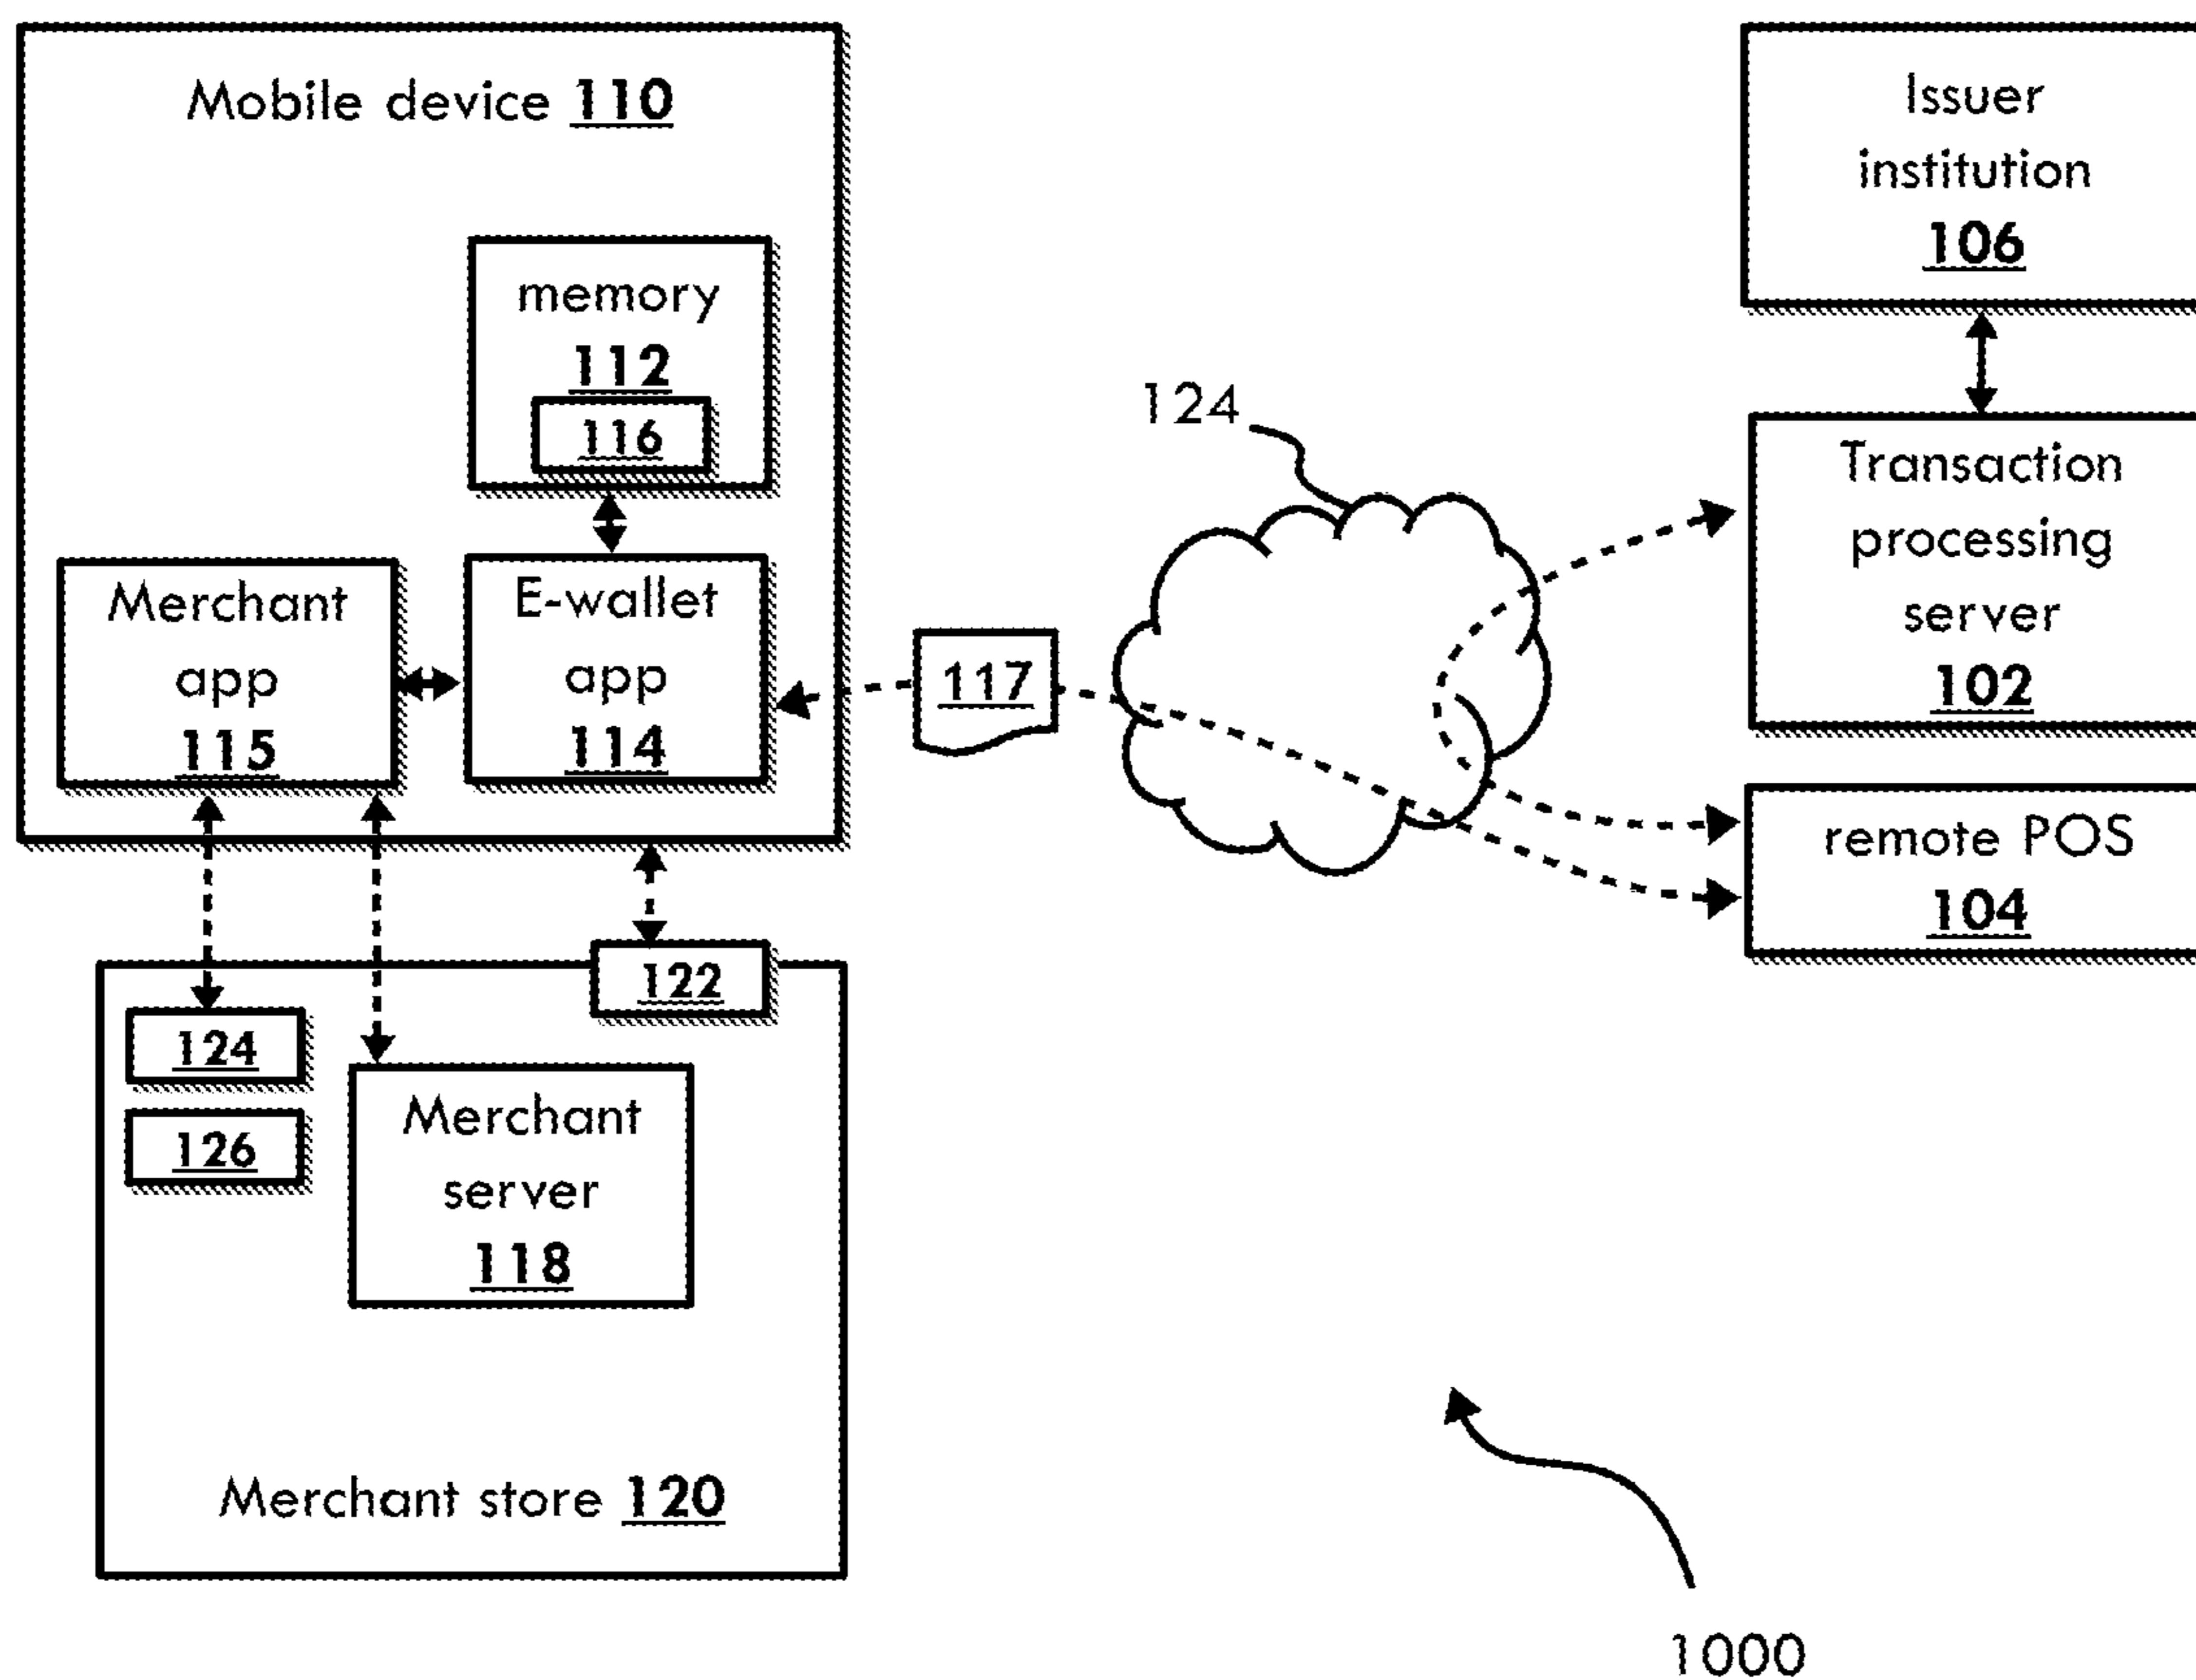 Mobile device 110
memory
112
116
Merchant
app
115
E-wallet
app
114
117
124
Issuer
institution
106
Transaction
processing
server
102
remote POS
104
122
124
126
Merchant
server
118
Merchant store 120
1000